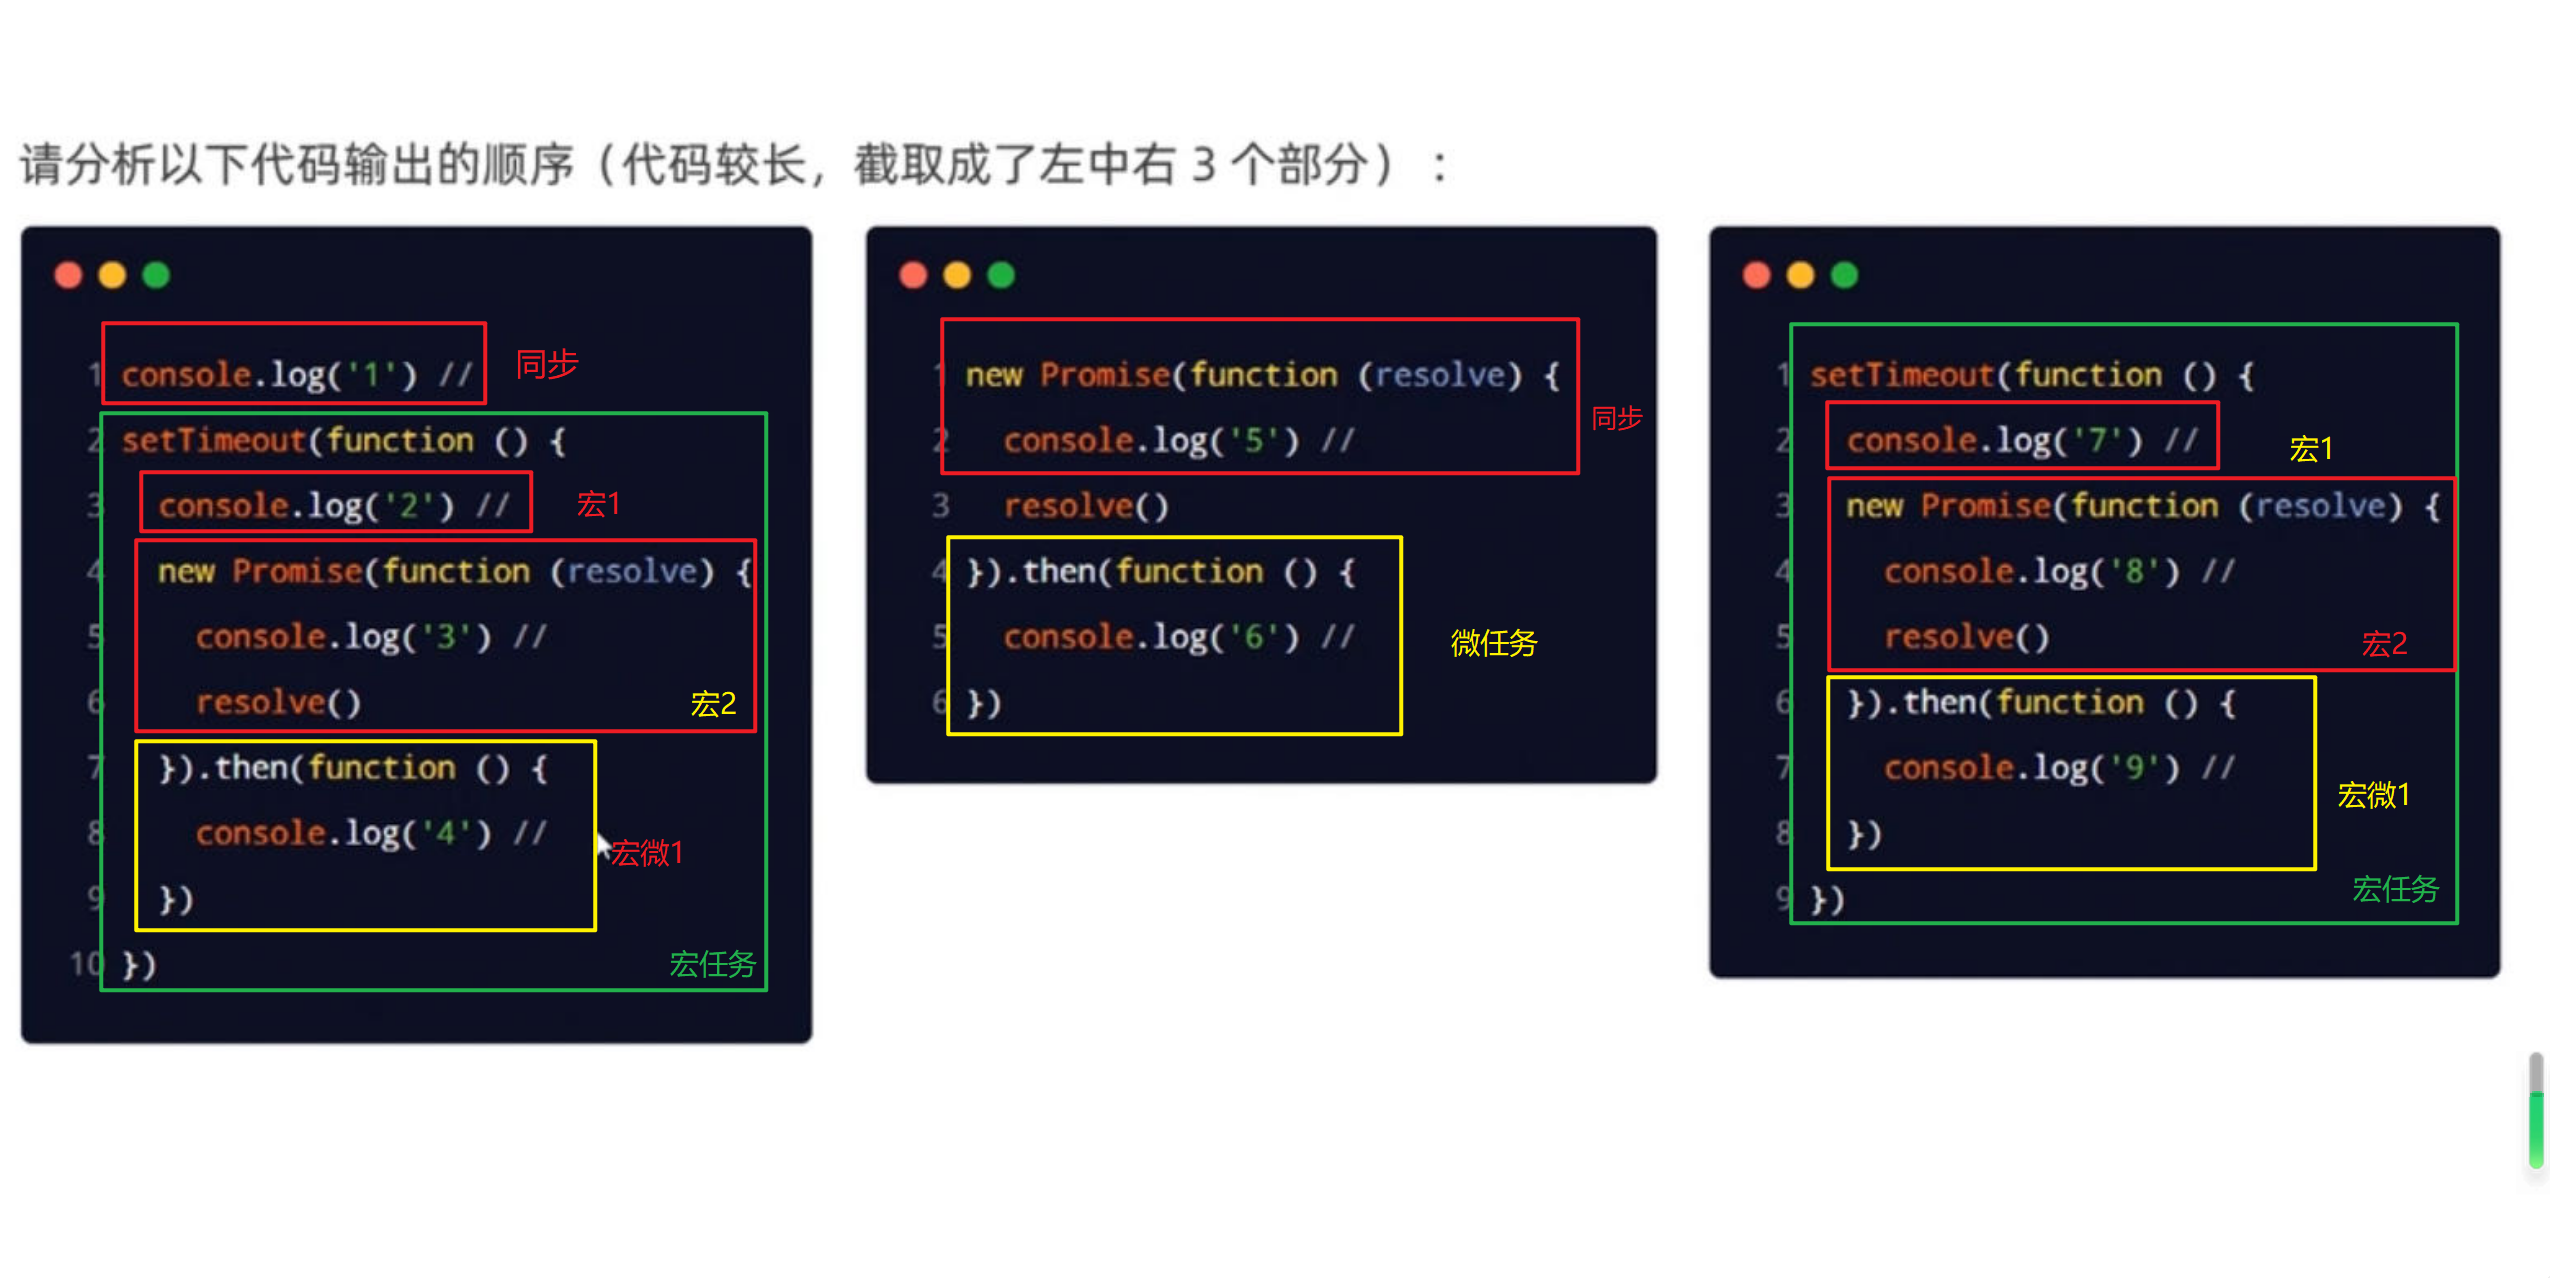 请分析以下代码输出的顺序（代码较长，截取成了左中右 3 个部分）：
1 console.log('1') //
同步
2 setTimeout(function () {
3 console.log('2') //
宏1
4 new Promise(function (resolve) {
5 console.log('3') //
6 resolve()
宏2
7 }).then(function () {
8 console.log('4') //
宏微1
9 })
10 })
宏任务
1 new Promise(function (resolve) {
同步
2 console.log('5') //
3 resolve()
4 }).then(function () {
5 console.log('6') //
微任务
6 })
1 setTimeout(function () {
2 console.log('7') //
宏1
3 new Promise(function (resolve) {
4 console.log('8') //
5 resolve()
宏2
6 }).then(function () {
7 console.log('9') //
宏微1
8 })
宏任务
9 })